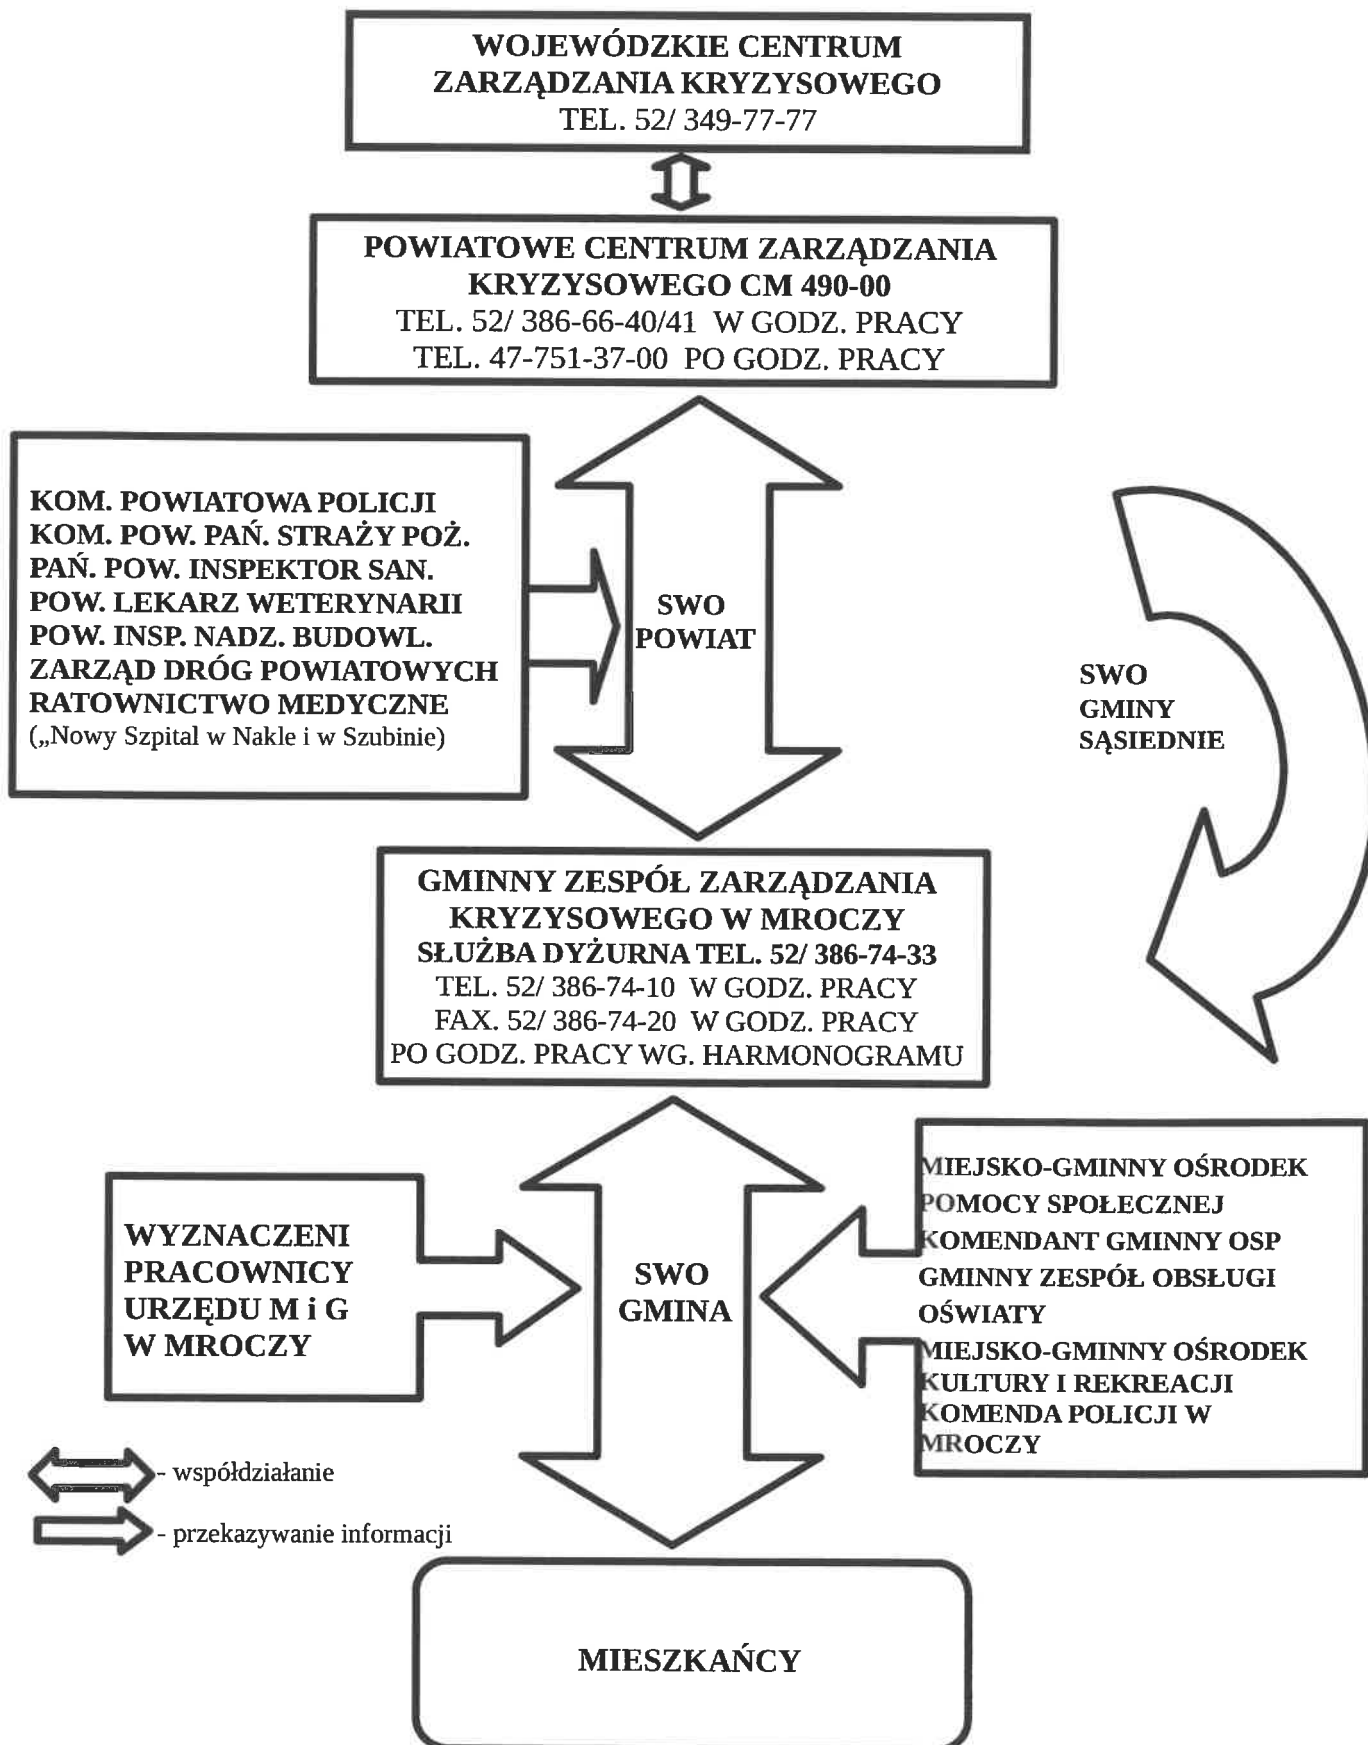 WOJEWÓDZKIE CENTRUM
ZARZĄDZANIA KRYZYSOWEGO
TEL. 52/ 349-77-77
POWIATOWE CENTRUM ZARZĄDZANIA
KRYZYSOWEGO CM 490-00
TEL. 52/ 386-66-40/41 W GODZ. PRACY
TEL. 47-751-37-00 PO GODZ. PRACY
KOM. POWIATOWA POLICJI
KOM. POW. PAŃ. STRAŻY POŻ.
PAŃ. POW. INSPEKTOR SAN.
POW. LEKARZ WETERYNARII
POW. INSP. NADZ. BUDOWL.
ZARZĄD DRÓG POWIATOWYCH
RATOWNICTWO MEDYCZNE
(„Nowy Szpital w Nakle i w Szubinie)
SWO
POWIAT
SWO
GMINY
SĄSIEDNIE
GMINNY ZESPÓŁ ZARZĄDZANIA
KRYZYSOWEGO W MROCZY
SŁUŻBA DYŻURNA TEL. 52/ 386-74-33
TEL. 52/ 386-74-10 W GODZ. PRACY
FAX. 52/ 386-74-20 W GODZ. PRACY
PO GODZ. PRACY WG. HARMONOGRAMU
WYZNACZENI
PRACOWNICY
URZĘDU M i G
W MROCZY
SWO
GMINA
MIEJSKO-GMINNY OŚRODEK
POMOCY SPOŁECZNEJ
KOMENDANT GMINNY OSP
GMINNY ZESPÓŁ OBSŁUGI
OŚWIATY
MIEJSKO-GMINNY OŚRODEK
KULTURY I REKREACJI
KOMENDA POLICJI W
MROCZY
- współdziałanie
- przekazywanie informacji
MIESZKAŃCY